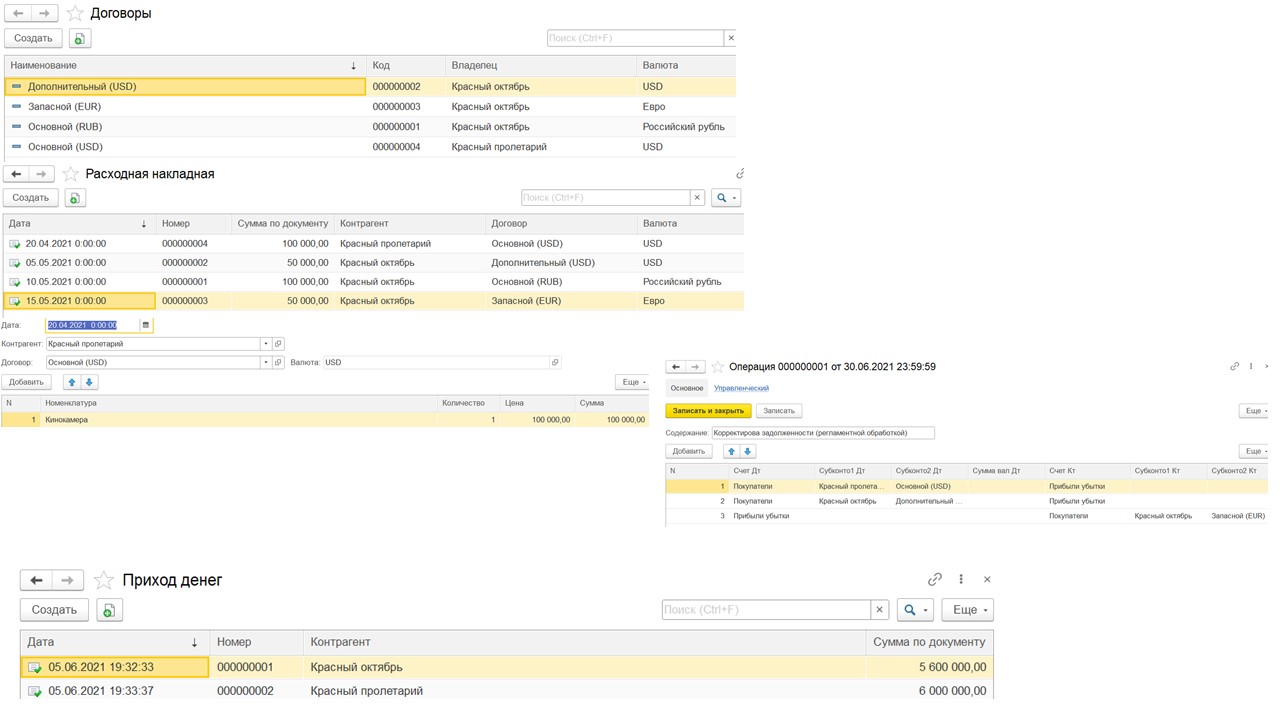 Договоры
Создать Поиск (Ctrl+F) ×
Наименование ↓ Код Владелец Валюта
Дополнительный (USD) 000000002 Красный октябрь USD
Запасной (EUR) 000000003 Красный октябрь Евро
Основной (RUB) 000000001 Красный октябрь Российский рубль
Основной (USD) 000000004 Красный пролетарий USD
Расходная накладная
Создать Поиск (Ctrl+F) ×
Дата ↓ Номер Сумма по документу Контрагент Договор Валюта
20.04.2021 0:00:00 000000004 100 000,00 Красный пролетарий Основной (USD) USD
05.05.2021 0:00:00 000000002 50 000,00 Красный октябрь Дополнительный (USD) USD
10.05.2021 0:00:00 000000001 100 000,00 Красный октябрь Основной (RUB) Российский рубль
15.05.2021 0:00:00 000000003 50 000,00 Красный октябрь Запасной (EUR) Евро
Дата: 20.04.2021 0:00:00
Контрагент: Красный пролетарий
Договор: Основной (USD) Валюта: USD
Добавить Еще
N Номенклатура Количество Цена Сумма
1 Кинокамера 1 100 000,00 100 000,00
Операция 000000001 от 30.06.2021 23:59:59
Основное Управленческий
Записать и закрыть Записать Еще
Содержание: Корректирова задолженности (регламентной обработкой)
Добавить Еще
N Счет Дт Субконто1 Дт Субконто2 Дт Сумма вал Дт Счет Кт Субконто1 Кт Субконто2 Кт
1 Покупатели Красный пролета... Основной (USD) Прибыли убытки
2 Покупатели Красный октябрь Дополнительный ... Прибыли убытки
3 Прибыли убытки Покупатели Красный октябрь Запасной (EUR)
Приход денег
Создать Поиск (Ctrl+F) × Еще
Дата ↓ Номер Контрагент Сумма по документу
05.06.2021 19:32:33 000000001 Красный октябрь 5 600 000,00
05.06.2021 19:33:37 000000002 Красный пролетарий 6 000 000,00